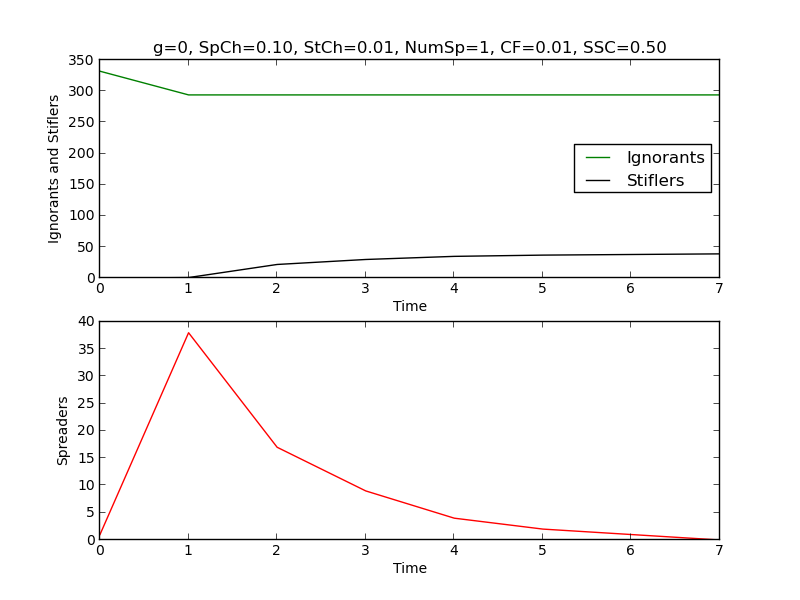 g=0, SpCh=0.10, StCh=0.01, NumSp=1, CF=0.01, SSC=0.50
350
300
250
200
150
100
50
0
Ignorants and Stiflers
Ignorants
Stiflers
0 1 2 3 4 5 6 7
Time
40
35
30
25
20
15
10
5
0
Spreaders
0 1 2 3 4 5 6 7
Time